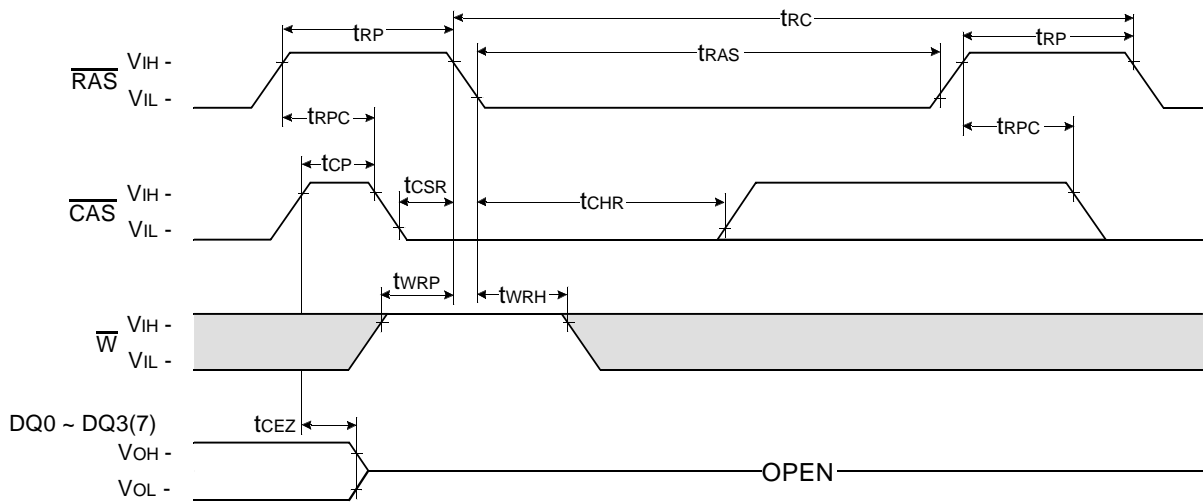 tRC
tRP
tRP
tRAS
RAS
VIH -
VIL -
tRPC
tRPC
tCP
tCSR
tCHR
CAS
VIH -
VIL -
tWRP
tWRH
W
VIH -
VIL -
DQ0 ~ DQ3(7)
tCEZ
VOH -
VOL -
OPEN